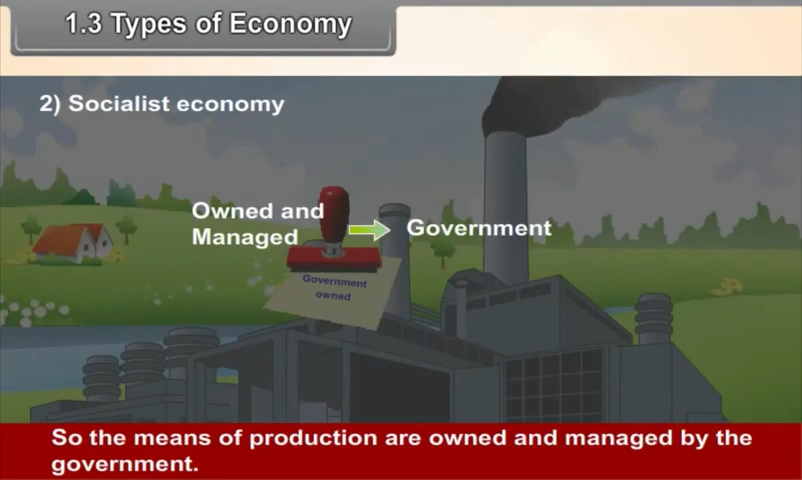 1.3 Types of Economy
2) Socialist economy
Owned and
Managed
Government
Government
owned
So the means of production are owned and managed by the
government.